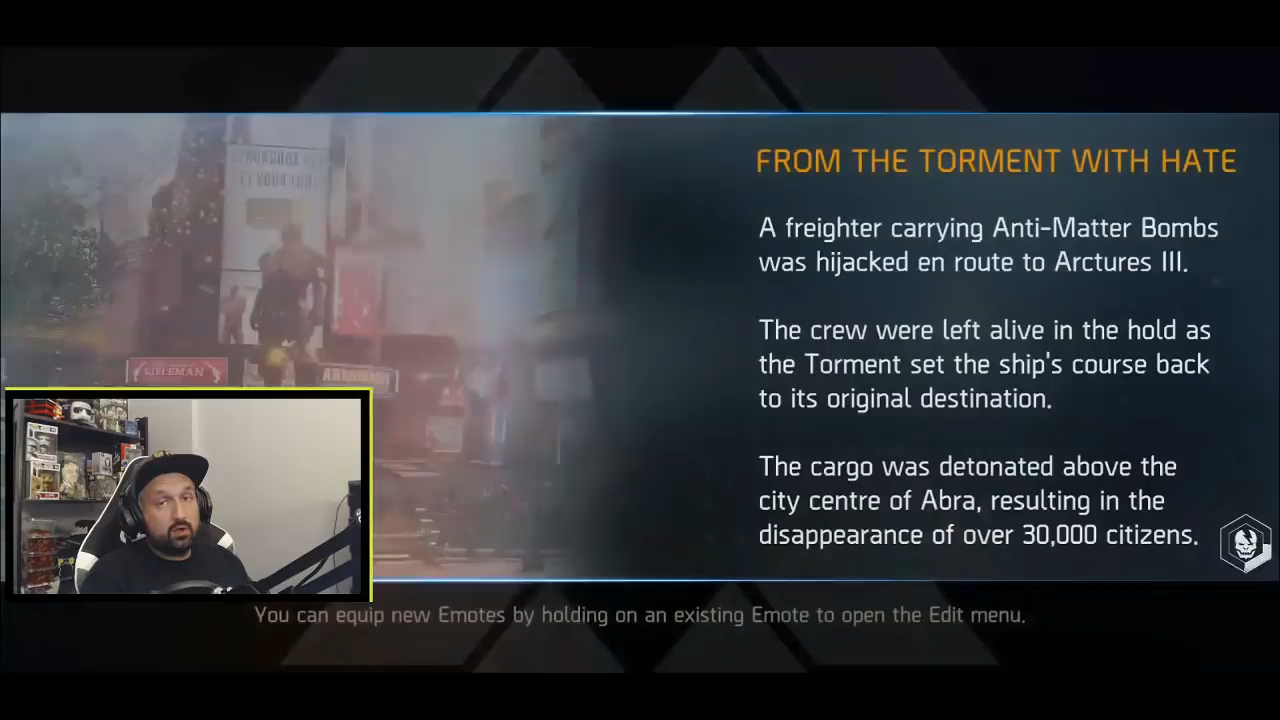 FROM THE TORMENT WITH HATE
A freighter carrying Anti-Matter Bombs
was hijacked en route to Arctures III.
The crew were left alive in the hold as
the Torment set the ship's course back
to its original destination.
The cargo was detonated above the
city centre of Abra, resulting in the
disappearance of over 30,000 citizens.
RIFLEMAN
You can equip new Emotes by holding on an existing Emote to open the Edit menu.